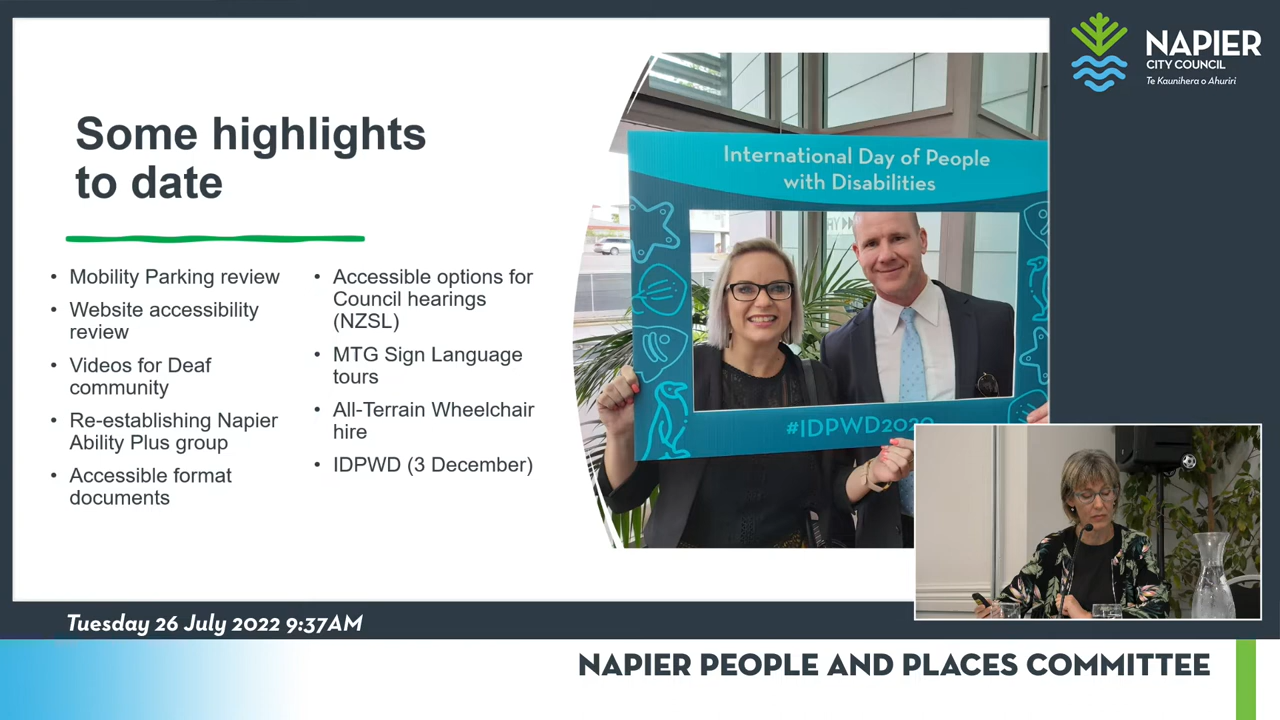 NAPIER
CITY COUNCIL
Te Kaunihera o Ahuriri
Some highlights
to date
• Mobility Parking review
• Website accessibility
review
• Videos for Deaf
community
• Re-establishing Napier
Ability Plus group
• Accessible format
documents
• Accessible options for
Council hearings
(NZSL)
• MTG Sign Language
tours
• All-Terrain Wheelchair
hire
• IDPWD (3 December)
International Day of People
with Disabilities
#IDPWD2020
Tuesday 26 July 2022 9:37AM
NAPIER PEOPLE AND PLACES COMMITTEE